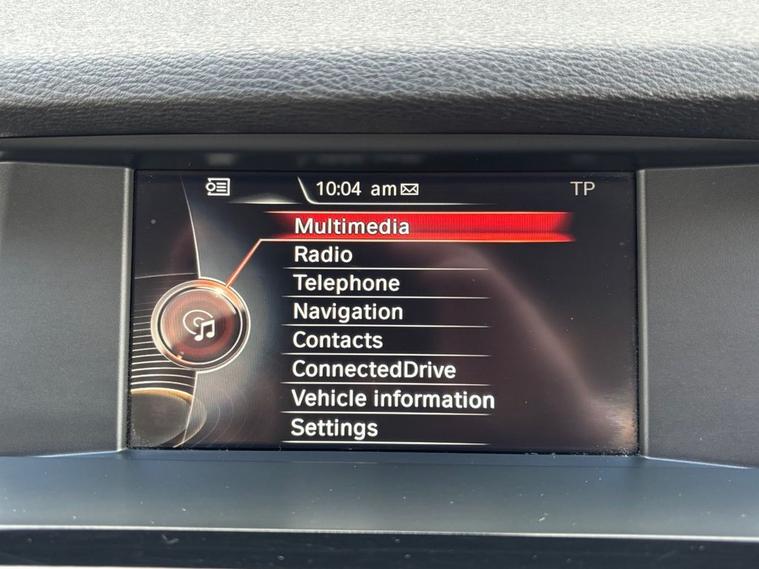 10:04 am
TP
Multimedia
Radio
Telephone
Navigation
Contacts
ConnectedDrive
Vehicle information
Settings